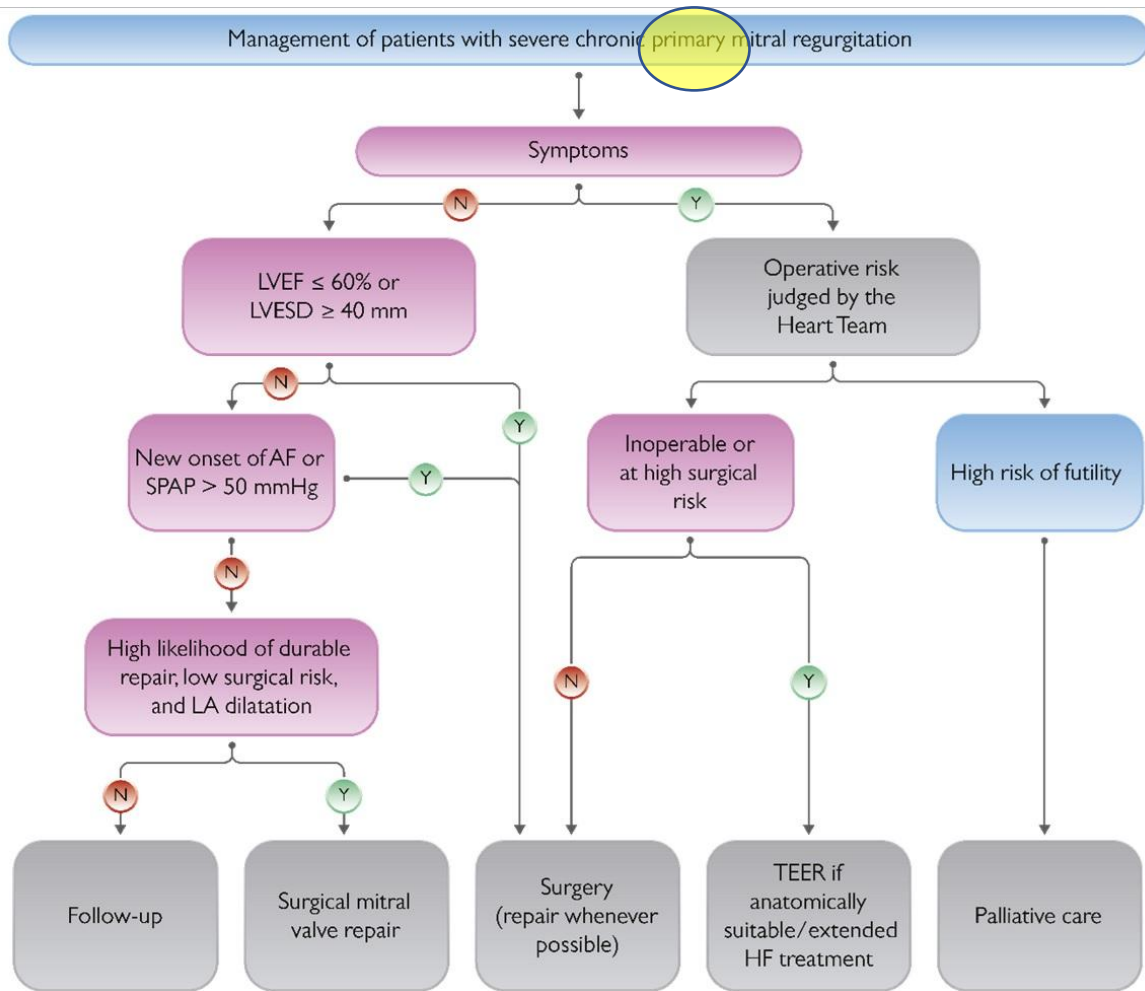 Management of patients with severe chronic primary mitral regurgitation
Symptoms
N
Y
LVEF ≤ 60% or
LVESD ≥ 40 mm
Operative risk
judged by the
Heart Team
N
Y
New onset of AF or
SPAP > 50 mmHg
Y
Inoperable or
at high surgical
risk
High risk of futility
N
High likelihood of durable
repair, low surgical risk,
and LA dilatation
N
Y
N
Y
Follow-up
Surgical mitral
valve repair
Surgery
(repair whenever
possible)
TEER if
anatomically
suitable/extended
HF treatment
Palliative care